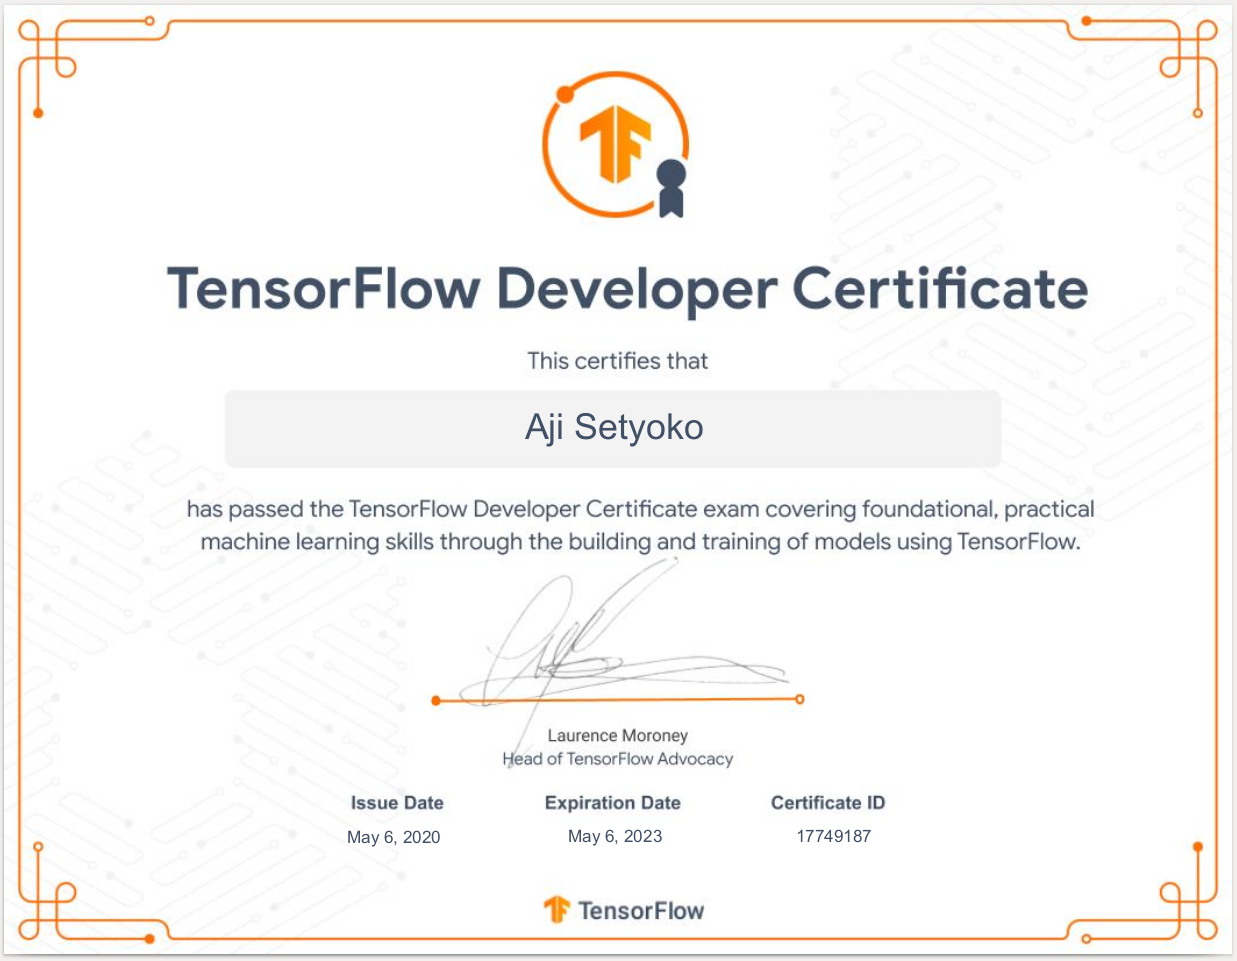 TF
TensorFlow Developer Certificate
This certifies that
Aji Setyoko
has passed the TensorFlow Developer Certificate exam covering foundational, practical
machine learning skills through the building and training of models using TensorFlow.
Laurence Moroney
Head of TensorFlow Advocacy
Issue Date Expiration Date Certificate ID
May 6, 2020 May 6, 2023 17749187
TensorFlow